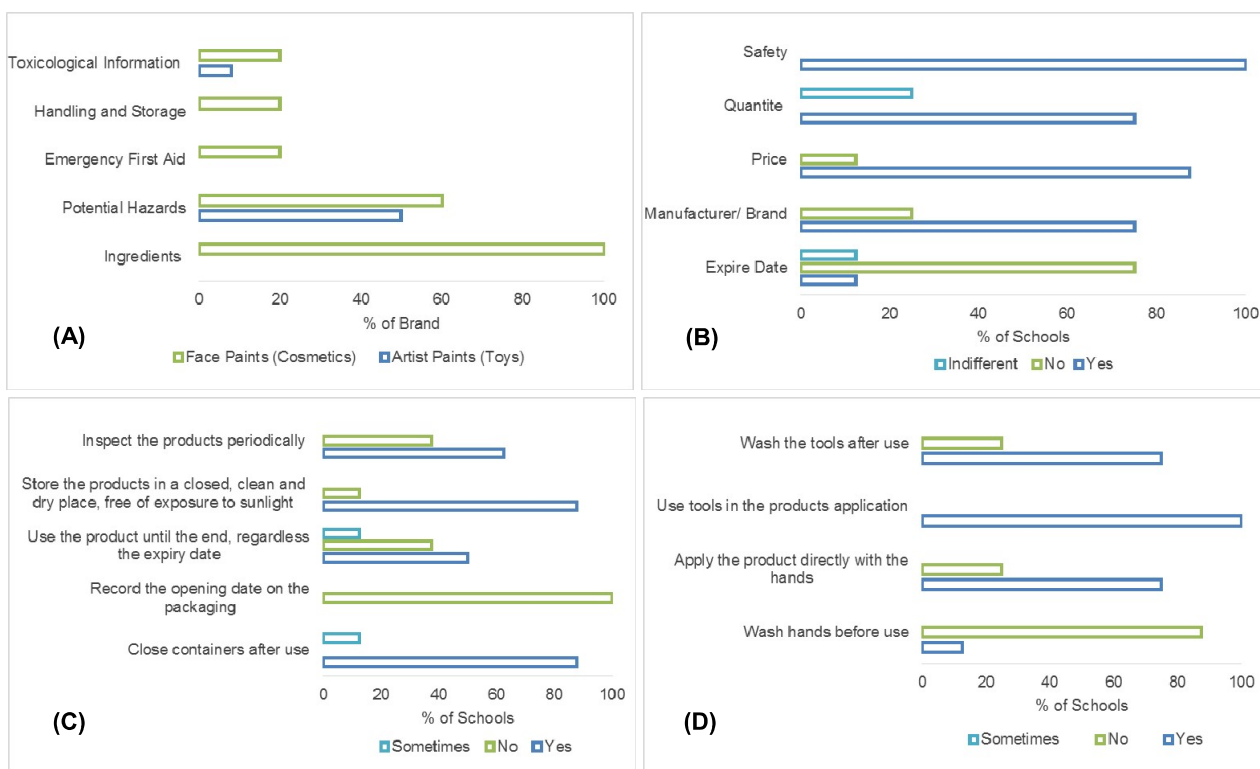 Toxicological Information
Handling and Storage
Emergency First Aid
Potential Hazards
Ingredients
0 20 40 60 80 100
% of Brand
(A)
Face Paints (Cosmetics) Artist Paints (Toys)
Safety
Quantite
Price
Manufacturer/ Brand
Expire Date
0 20 40 60 80 100
% of Schools
(B)
Indifferent No Yes
Inspect the products periodically
Store the products in a closed, clean and
dry place, free of exposure to sunlight
Use the product until the end, regardless
the expiry date
Record the opening date on the
packaging
Close containers after use
0 20 40 60 80 100
% of Schools
(C)
Sometimes No Yes
Wash the tools after use
Use tools in the products application
Apply the product directly with the
hands
Wash hands before use
0 20 40 60 80 100
% of Schools
(D)
Sometimes No Yes